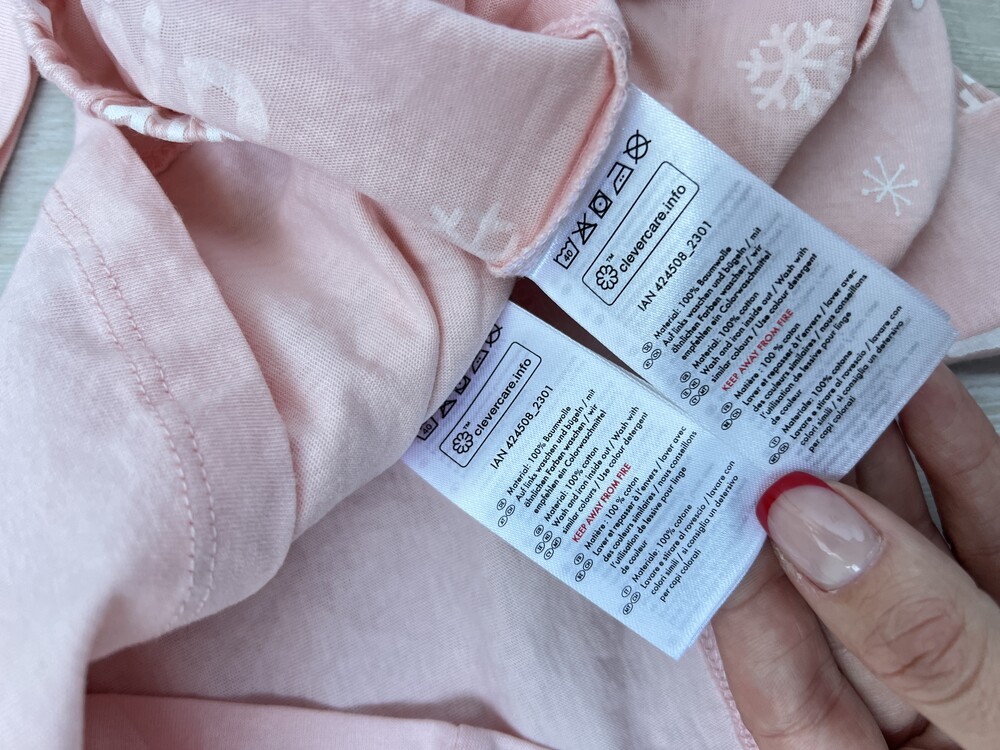 40
™ clevercare.info
IAN 424508_2301
Material: 100% Baumwolle
Auf links waschen und bügeln / mit
ähnlichen Farben waschen / wir
empfehlen ein Colorwaschmittel
Material: 100% cotton
Wash and iron inside out / Wash with
similar colours / Use colour detergent
KEEP AWAY FROM FIRE
Matière : 100 % coton
Laver et repasser à l'envers / laver avec
des couleurs similaires / nous conseillons
l'utilisation de lessive pour linge
de couleur
Materiale: 100% cotone
Lavare e stirare al rovescio / lavare con
colori simili / si consiglia un detersivo
per capi colorati
40
™ clevercare.info
IAN 424508_2301
Material: 100% Baumwolle
Auf links waschen und bügeln / mit
ähnlichen Farben waschen / wir
empfehlen ein Colorwaschmittel
Material: 100% cotton
Wash and iron inside out / Wash with
similar colours / Use colour detergent
KEEP AWAY FROM FIRE
Matière : 100 % coton
Laver et repasser à l'envers / laver avec
des couleurs similaires / nous conseillons
l'utilisation de lessive pour linge
de couleur
Materiale: 100% cotone
Lavare e stirare al rovescio / lavare con
colori simili / si consiglia un detersivo
per capi colorati